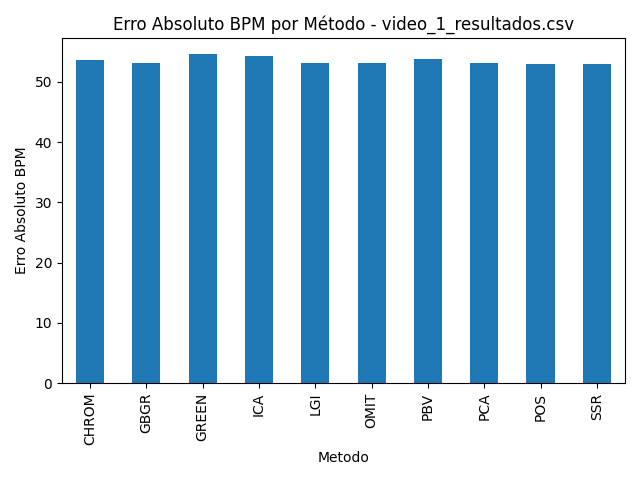 Erro Absoluto BPM por Método - video_1_resultados.csv
Erro Absoluto BPM
50
40
30
20
10
0
CHROM
GBGR
GREEN
ICA
LGI
OMIT
PBV
PCA
POS
SSR
Metodo